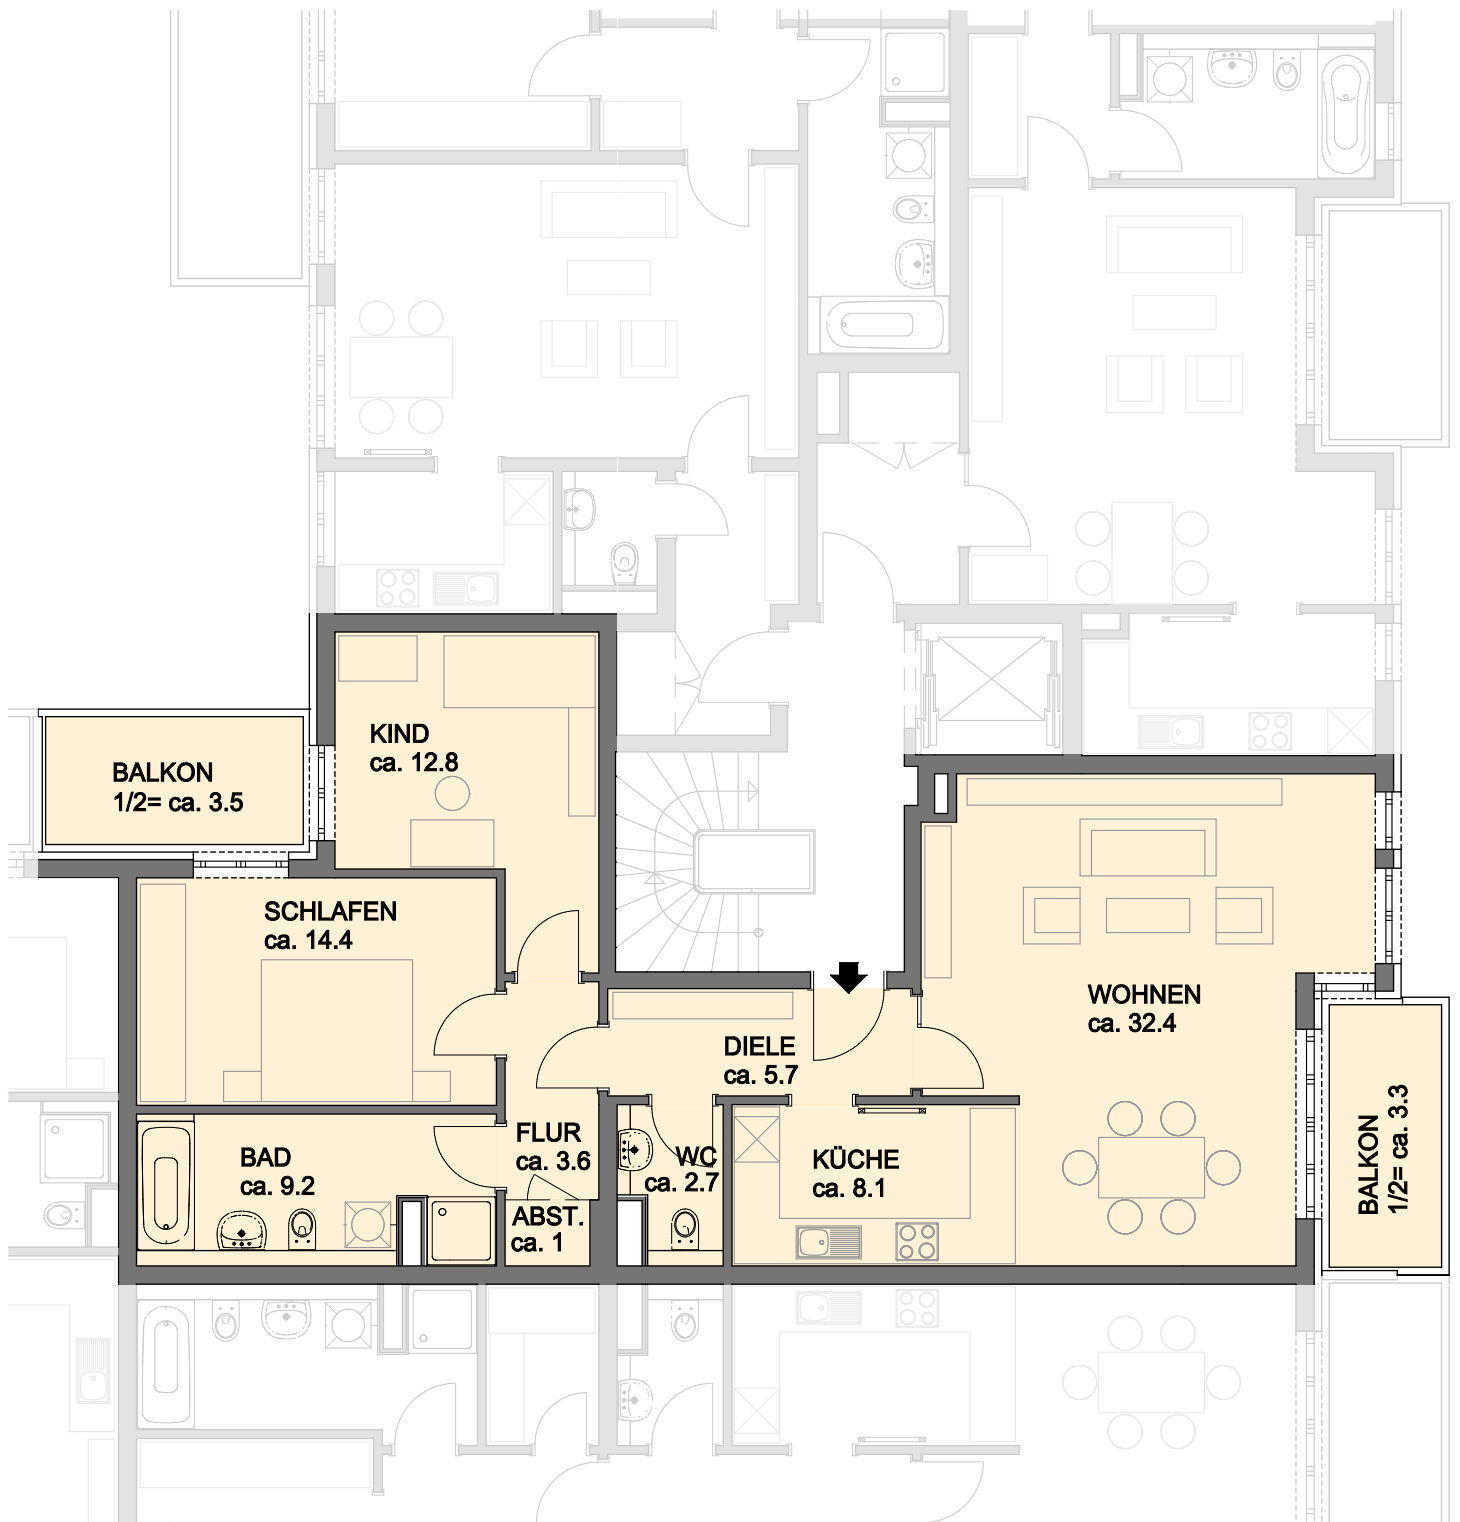 KIND
ca. 12.8
BALKON
1/2= ca. 3.5
SCHLAFEN
ca. 14.4
WOHNEN
ca. 32.4
DIELE
ca. 5.7
FLUR
ca. 3.6
BAD
ca. 9.2
WC
ca. 2.7
KÜCHE
ca. 8.1
ABST.
ca. 1
BALKON
1/2= ca. 3.3